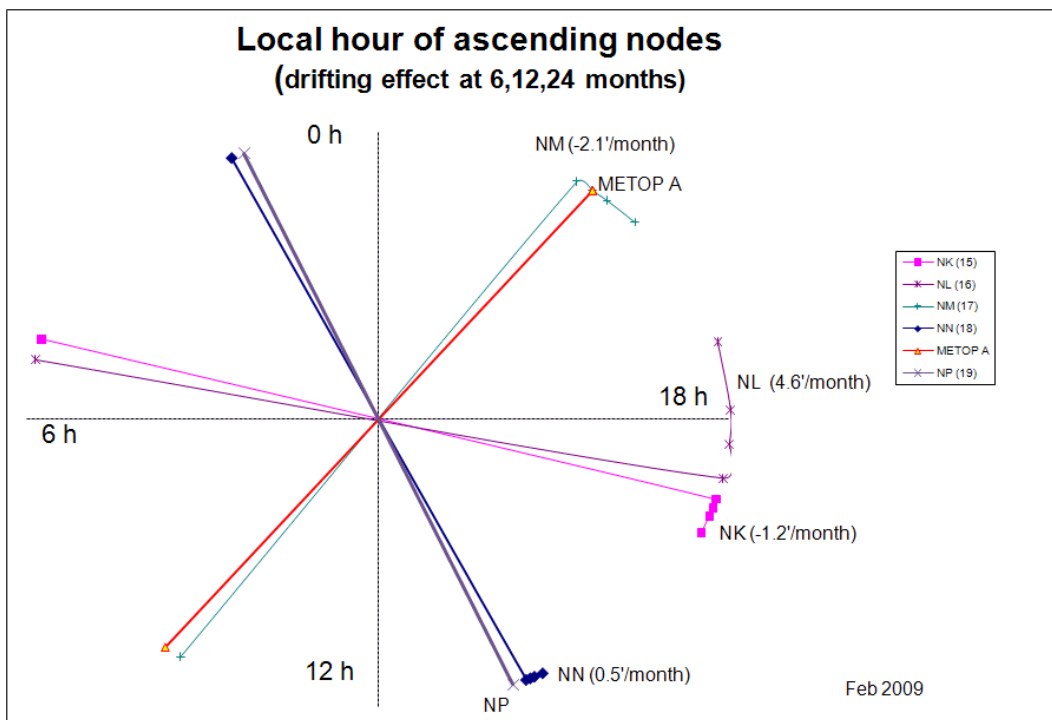 Local hour of ascending nodes
(drifting effect at 6,12,24 months)
0 h
NM (-2.1'/month)
METOP A
NK (15)
NL (16)
NM (17)
NN (18)
METOP A
NP (19)
NL (4.6'/month)
18 h
6 h
NK (-1.2'/month)
12 h
NN (0.5'/month)
NP
Feb 2009